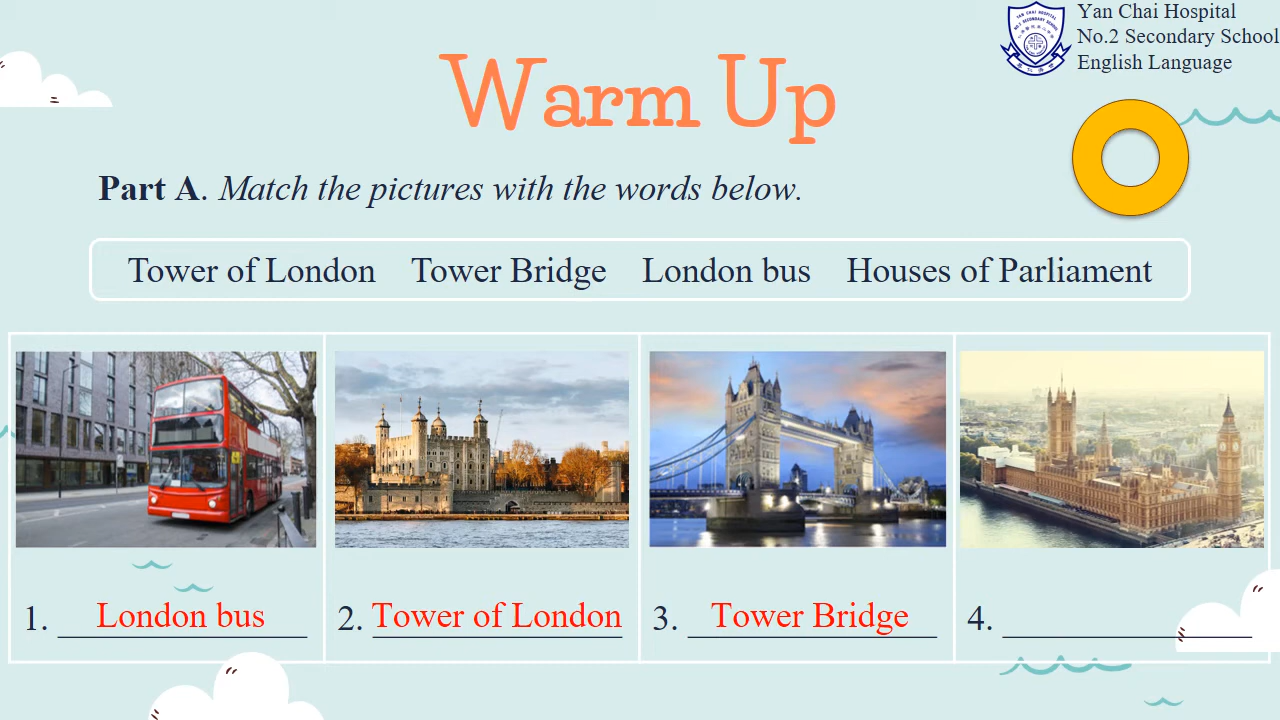 Yan Chai Hospital
No.2 Secondary School
English Language
Warm Up
Part A. Match the pictures with the words below.
Tower of London Tower Bridge London bus Houses of Parliament
1. London bus 2. Tower of London 3. Tower Bridge 4.